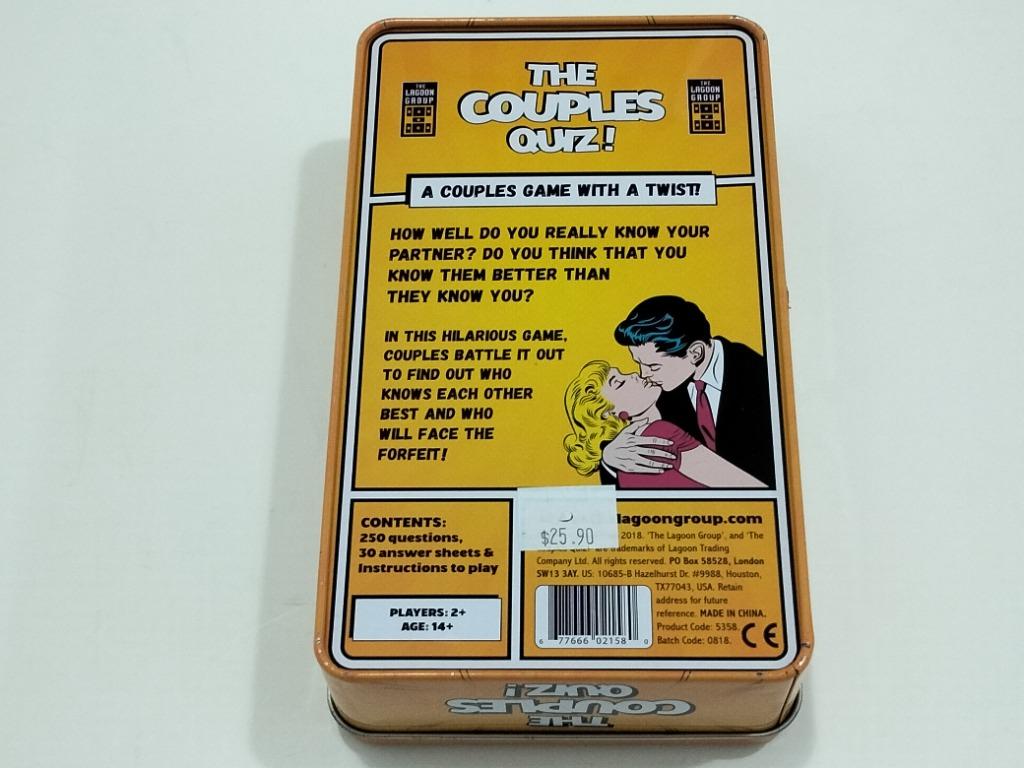 THE
COUPLES
QUIZ!
THE
LAGOON
GROUP
THE
LAGOON
GROUP
A COUPLES GAME WITH A TWIST!
HOW WELL DO YOU REALLY KNOW YOUR
PARTNER? DO YOU THINK THAT YOU
KNOW THEM BETTER THAN
THEY KNOW YOU?
IN THIS HILARIOUS GAME,
COUPLES BATTLE IT OUT
TO FIND OUT WHO
KNOWS EACH OTHER
BEST AND WHO
WILL FACE THE
FORFEIT!
CONTENTS:
250 questions,
30 answer sheets &
Instructions to play
PLAYERS: 2+
AGE: 14+
$25.90
lagoongroup.com
2018. 'The Lagoon Group', and 'The
Couples Quiz!' are trademarks of Lagoon Trading
Company Ltd. All rights reserved. PO Box 58528, London
SW13 3AY. US: 10685-B Hazelhurst Dr. #9988, Houston,
TX77043, USA. Retain
address for future
reference. MADE IN CHINA.
Product Code: 5358.
Batch Code: 0818.
CE
6 77666 02158 0
THE
COUPLES
QUIZ!